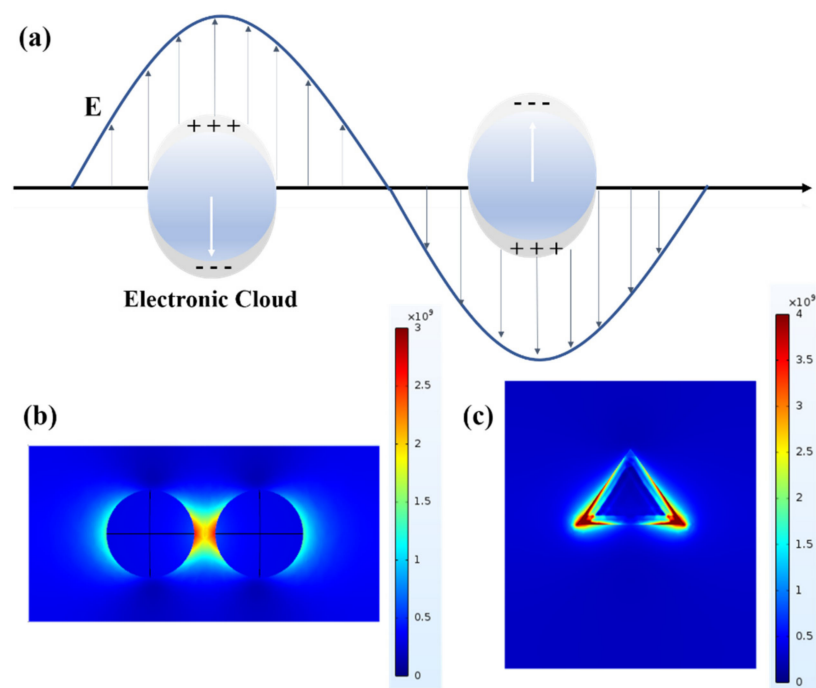 (a)
E
+ + +
- - -
- - -
+ + +
Electronic Cloud
(b)
×10⁹
3
2.5
2
1.5
1
0.5
0
(c)
×10⁹
4
3.5
3
2.5
2
1.5
1
0.5
0